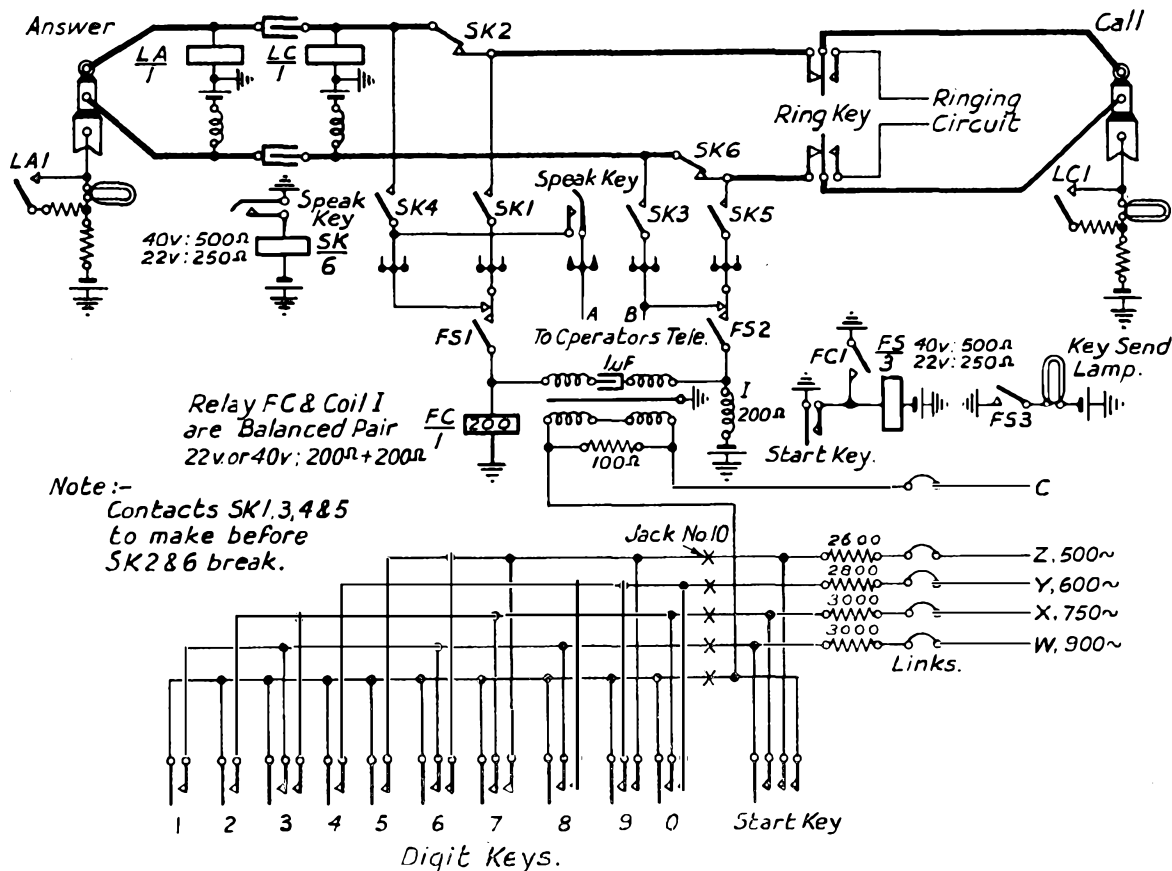 Answer
LA
1
LC
1
SK2
Call
Ring Key
Ringing
Circuit
SK6
LA1
Speak
Key
40v: 500Ω
22v: 250Ω
SK
6
SK4
SK1
Speak Key
SK3
SK5
LC1
A
B
To Operators Tele.
FS1
FS2
1μF
FC1
FS
3
40v: 500Ω
22v: 250Ω
Key Send
Lamp.
FS3
Start Key.
Relay FC & Coil I
are Balanced Pair
22v. or 40v; 200Ω + 200Ω
FC
1
200
I
200Ω
100Ω
C
Note:-
Contacts SK1.3,4&5
to make before
SK2&6 break.
Jack No.10
2600
Z, 500~
2800
Y, 600~
3000
X, 750~
3000
W, 900~
Links.
1 2 3 4 5 6 7 8 9 0 Start Key
Digit Keys.